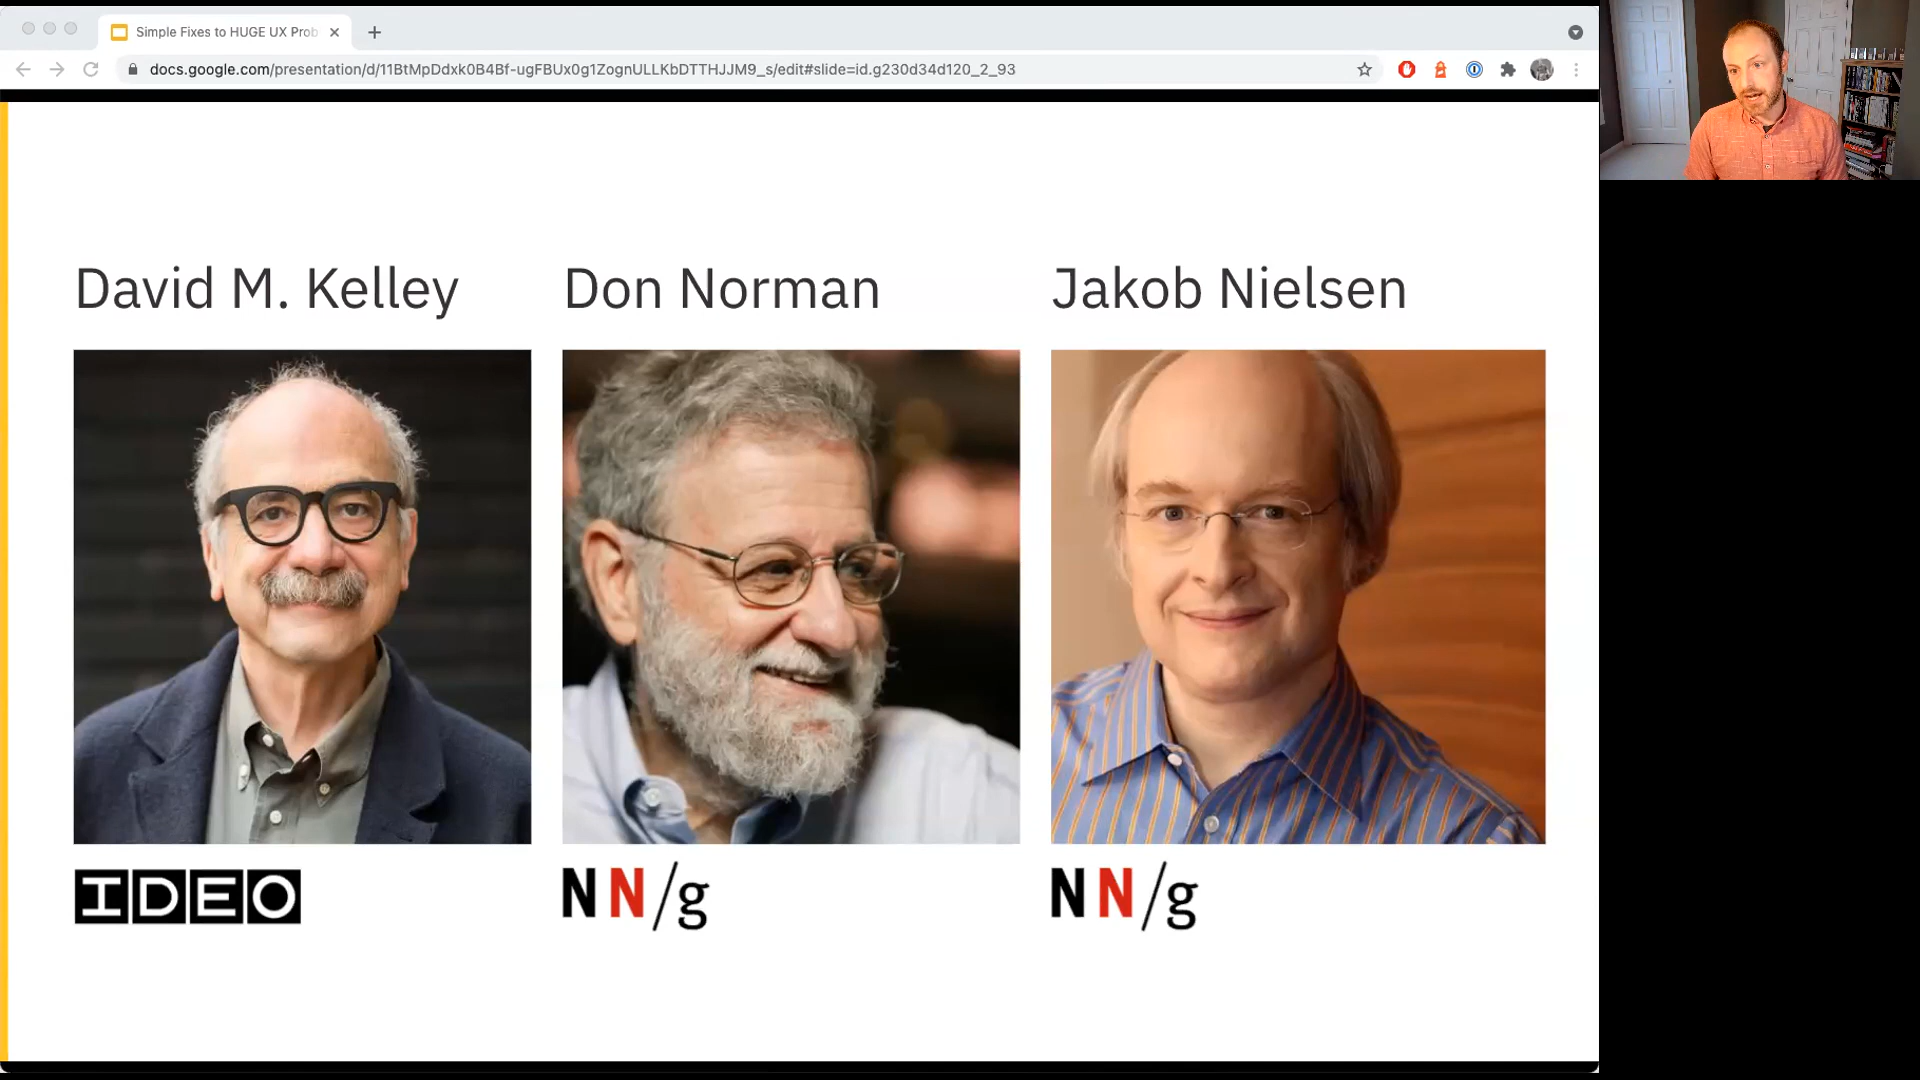 Simple Fixes to HUGE UX Prob
docs.google.com/presentation/d/11BtMpDdxk0B4Bf-ugFBUx0g1ZognULLKbDTTHJJM9_s/edit#slide=id.g230d34d120_2_93
David M. Kelley
Don Norman
Jakob Nielsen
IDEO
NN/g
NN/g